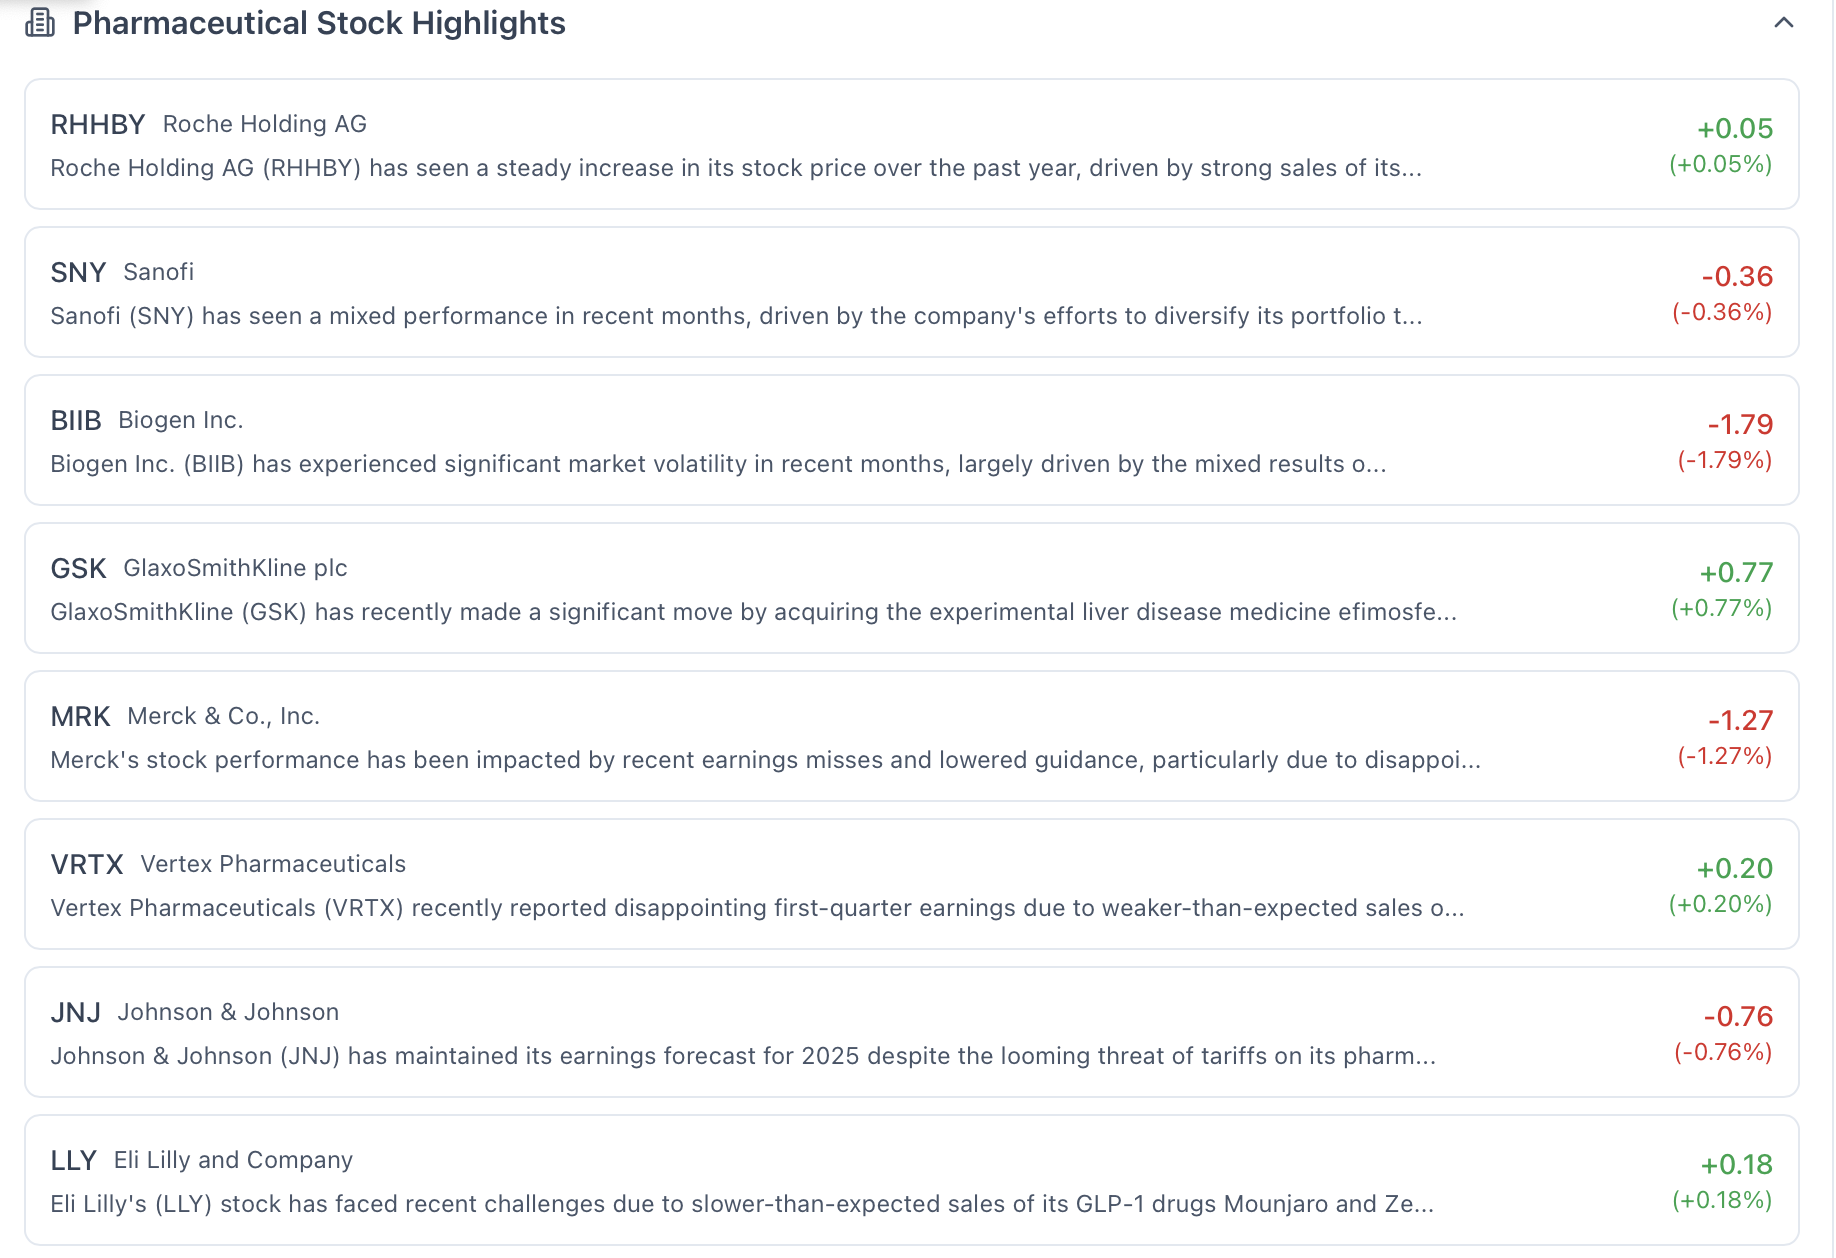 Pharmaceutical Stock Highlights
RHHBY Roche Holding AG
+0.05
Roche Holding AG (RHHBY) has seen a steady increase in its stock price over the past year, driven by strong sales of its...
(+0.05%)
SNY Sanofi
-0.36
Sanofi (SNY) has seen a mixed performance in recent months, driven by the company's efforts to diversify its portfolio t...
(-0.36%)
BIIB Biogen Inc.
-1.79
Biogen Inc. (BIIB) has experienced significant market volatility in recent months, largely driven by the mixed results o...
(-1.79%)
GSK GlaxoSmithKline plc
+0.77
GlaxoSmithKline (GSK) has recently made a significant move by acquiring the experimental liver disease medicine efimosfe...
(+0.77%)
MRK Merck & Co., Inc.
-1.27
Merck's stock performance has been impacted by recent earnings misses and lowered guidance, particularly due to disappoi...
(-1.27%)
VRTX Vertex Pharmaceuticals
+0.20
Vertex Pharmaceuticals (VRTX) recently reported disappointing first-quarter earnings due to weaker-than-expected sales o...
(+0.20%)
JNJ Johnson & Johnson
-0.76
Johnson & Johnson (JNJ) has maintained its earnings forecast for 2025 despite the looming threat of tariffs on its pharm...
(-0.76%)
LLY Eli Lilly and Company
+0.18
Eli Lilly's (LLY) stock has faced recent challenges due to slower-than-expected sales of its GLP-1 drugs Mounjaro and Ze...
(+0.18%)